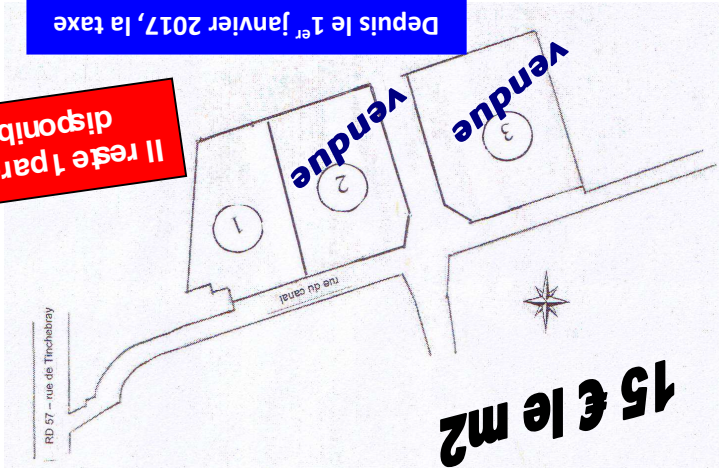 15 € le m2
RD 57 – rue de Tinchebray
rue du canal
1
2
vendue
3
vendue
Il reste 1 par
disponib
Depuis le 1er janvier 2017, la taxe